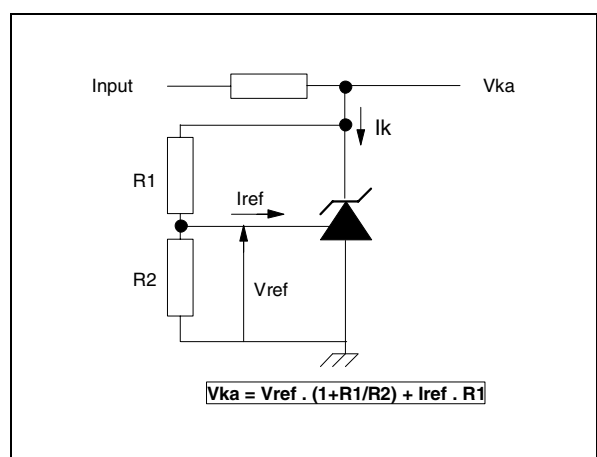 Input
Vka
Ik
R1
Iref
R2
Vref
Vka = Vref . (1+R1/R2) + Iref . R1